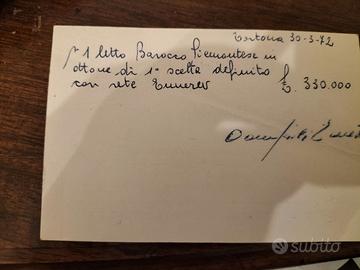 Tortona 30-3-72
n° 1 letto Barocco Piemontese in
ottone di 1ª scelta definito
con rete Ennerev £. 330.000
subito